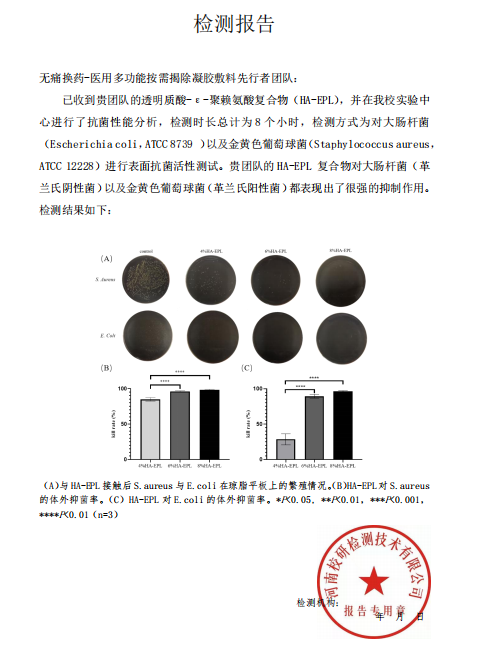 检测报告
无痛换药-医用多功能按需揭除凝胶敷料先行者团队:
已收到贵团队的透明质酸-ε-聚赖氨酸复合物（HA-EPL），并在我校实验中
心进行了抗菌性能分析，检测时长总计为 8 个小时，检测方式为对大肠杆菌
（Escherichia coli，ATCC 8739 ）以及金黄色葡萄球菌(Staphylococcus aureus，
ATCC 12228）进行表面抗菌活性测试。贵团队的 HA-EPL 复合物对大肠杆菌（革
兰氏阴性菌）以及金黄色葡萄球菌（革兰氏阳性菌）都表现出了很强的抑制作用。
检测结果如下:
(A) control 4%HA-EPL 6%HA-EPL 8%HA-EPL
S. Aureus
E. Coli
(B) (C)
**** ****
**** ****
100 100
kill rate (%) kill rate (%)
50 50
0 0
4%HA-EPL 6%HA-EPL 8%HA-EPL 4%HA-EPL 6%HA-EPL 8%HA-EPL
（A）与 HA-EPL 接触后 S.aureus 与 E.coli 在琼脂平板上的繁殖情况。（B）HA-EPL 对 S.aureus
的体外抑菌率。（C）HA-EPL 对 E.coli 的体外抑菌率。*P<0.05，**P<0.01，***P<0.001，
****P<0.01（n=3）
河南校研检测技术有限公司
检测机构:
报告专用章
年 月 日